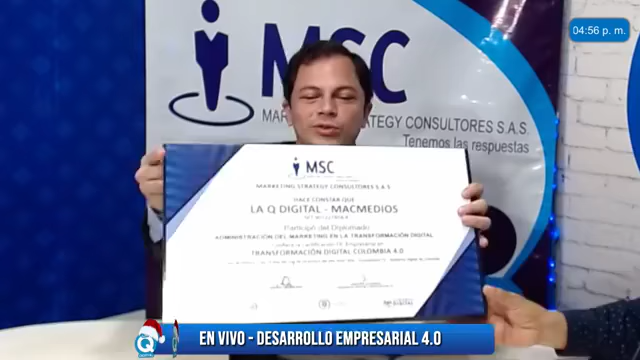 04:56 p. m.
MSC
MARKETING STRATEGY CONSULTORES S.A.S.
Tenemos las respuestas
MSC
MARKETING STRATEGY CONSULTORES S.A.S
HACE CONSTAR QUE
LA Q DIGITAL - MACMEDIOS
Participó del Diplomado
ADMINISTRACIÓN DEL MARKETING EN LA TRANSFORMACIÓN DIGITAL
TRANSFORMACIÓN DIGITAL COLOMBIA 4.0
Q
EN VIVO - DESARROLLO EMPRESARIAL 4.0